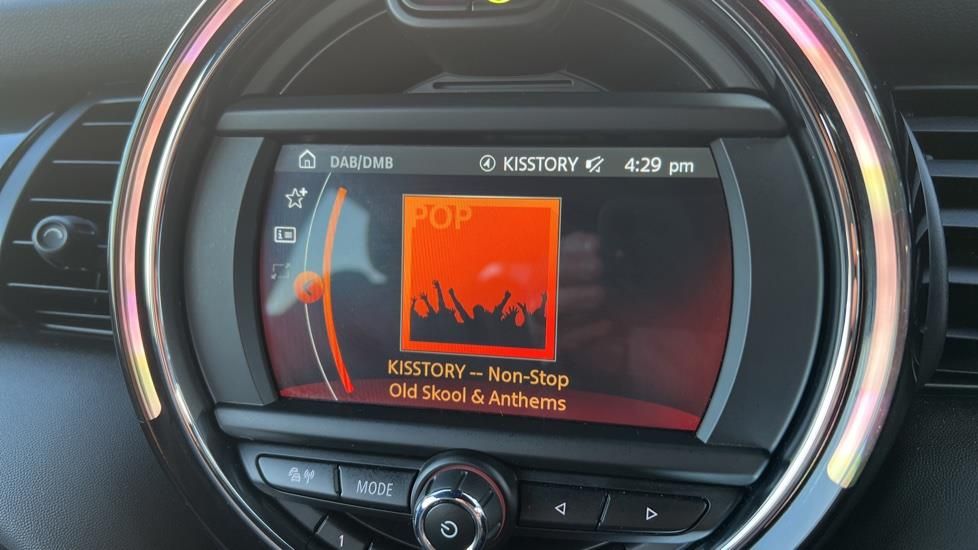 DAB/DMB KISSTORY 4:29 pm
POP
KISSTORY -- Non-Stop
Old Skool & Anthems
MODE
1